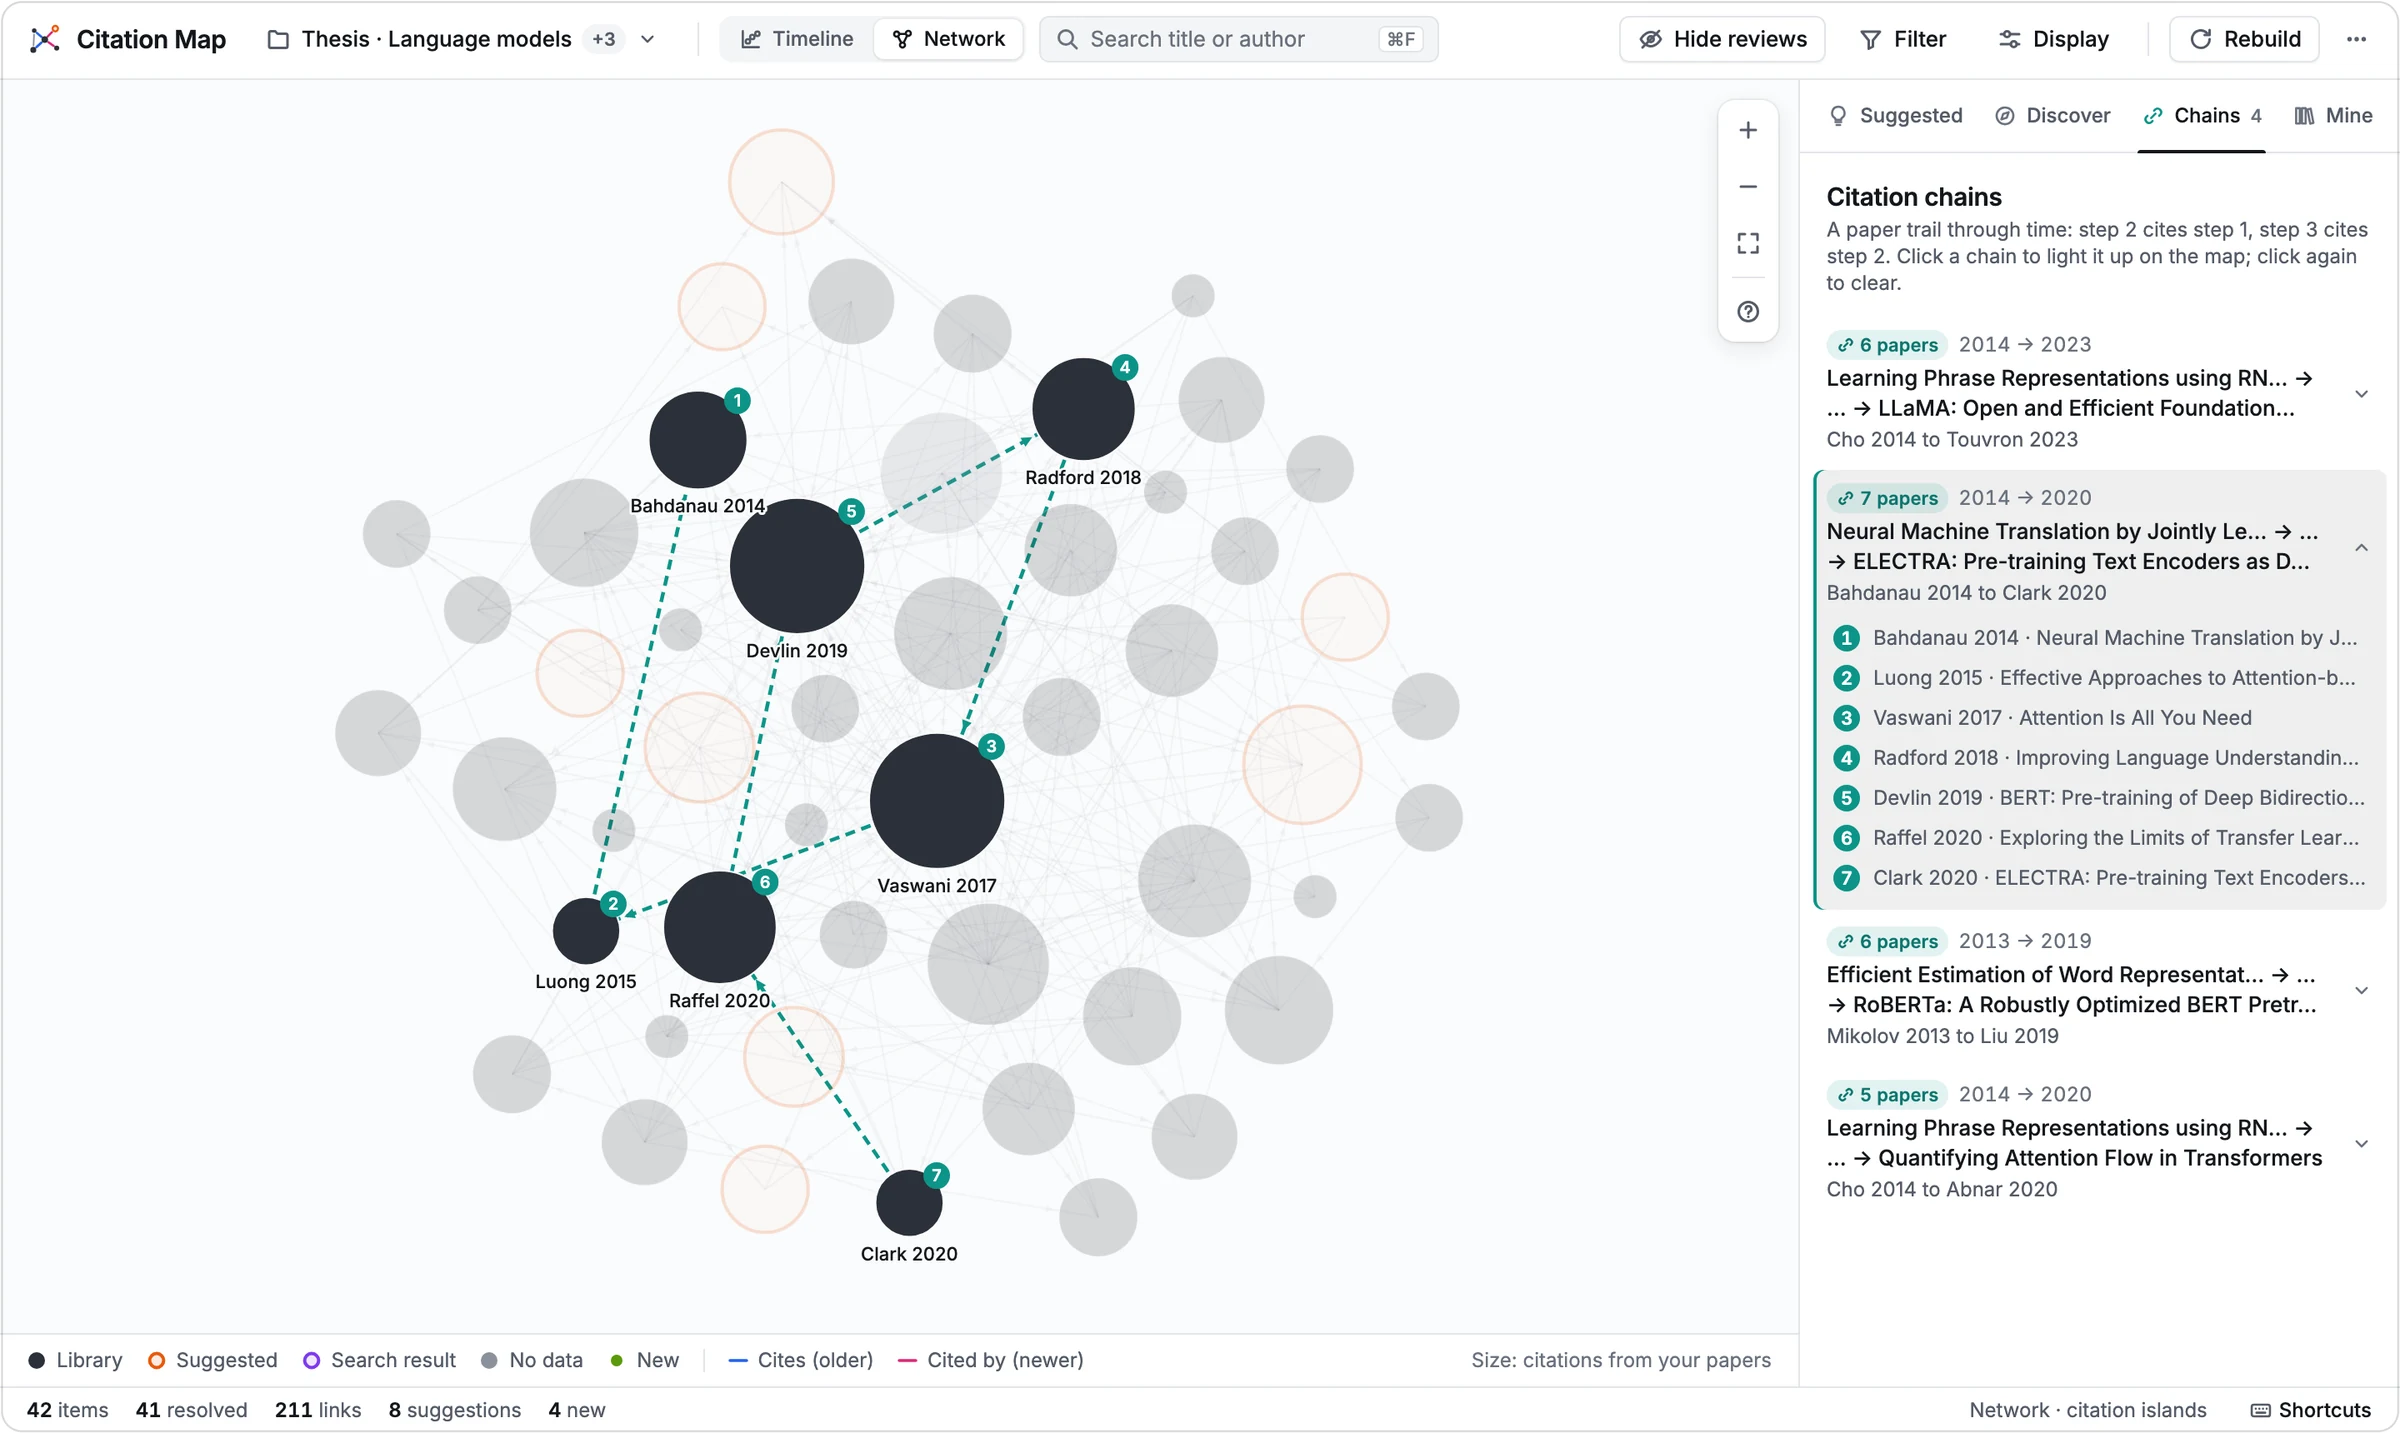 Citation Map
Thesis · Language models +3
Timeline
Network
Search title or author ⌘F
Hide reviews
Filter
Display
Rebuild
Suggested
Discover
Chains 4
Mine
Citation chains
A paper trail through time: step 2 cites step 1, step 3 cites
step 2. Click a chain to light it up on the map; click again
to clear.
6 papers 2014 → 2023
Learning Phrase Representations using RN... →
... → LLaMA: Open and Efficient Foundation...
Cho 2014 to Touvron 2023
7 papers 2014 → 2020
Neural Machine Translation by Jointly Le... → ...
→ ELECTRA: Pre-training Text Encoders as D...
Bahdanau 2014 to Clark 2020
1 Bahdanau 2014 · Neural Machine Translation by J...
2 Luong 2015 · Effective Approaches to Attention-b...
3 Vaswani 2017 · Attention Is All You Need
4 Radford 2018 · Improving Language Understandin...
5 Devlin 2019 · BERT: Pre-training of Deep Bidirectio...
6 Raffel 2020 · Exploring the Limits of Transfer Lear...
7 Clark 2020 · ELECTRA: Pre-training Text Encoders...
6 papers 2013 → 2019
Efficient Estimation of Word Representat... → ...
→ RoBERTa: A Robustly Optimized BERT Pretr...
Mikolov 2013 to Liu 2019
5 papers 2014 → 2020
Learning Phrase Representations using RN... →
... → Quantifying Attention Flow in Transformers
Cho 2014 to Abnar 2020
4
Radford 2018
1
Bahdanau 2014
5
Devlin 2019
3
Vaswani 2017
6
Raffel 2020
2
Luong 2015
7
Clark 2020
Library
Suggested
Search result
No data
New
Cites (older)
Cited by (newer)
Size: citations from your papers
42 items
41 resolved
211 links
8 suggestions
4 new
Network · citation islands
Shortcuts